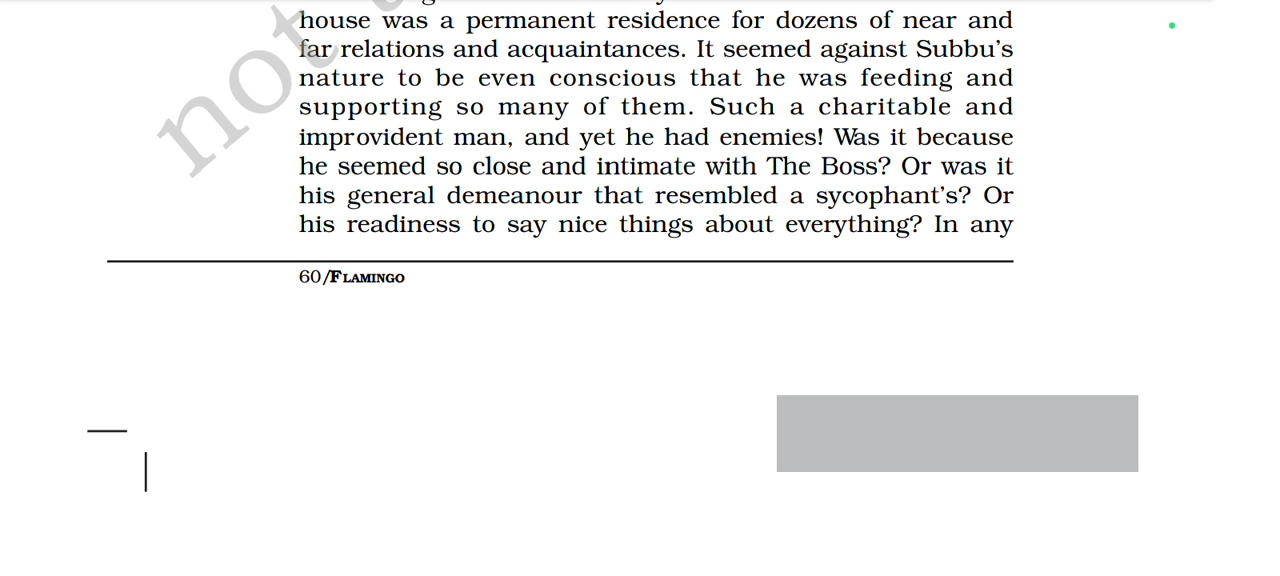 house was a permanent residence for dozens of near and
far relations and acquaintances. It seemed against Subbu's
nature to be even conscious that he was feeding and
supporting so many of them. Such a charitable and
improvident man, and yet he had enemies! Was it because
he seemed so close and intimate with The Boss? Or was it
his general demeanour that resembled a sycophant's? Or
his readiness to say nice things about everything? In any
60/FLAMINGO
not